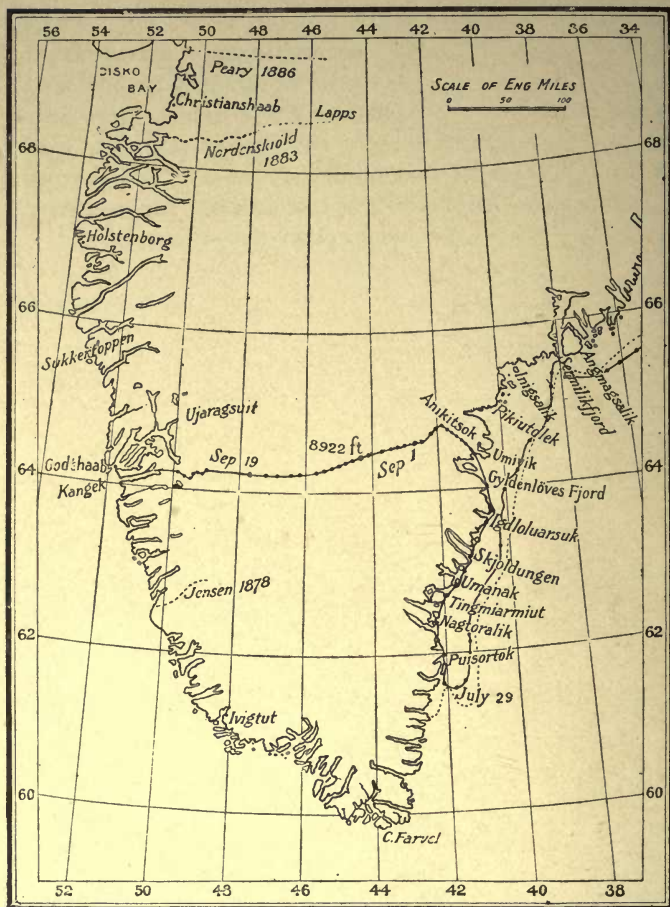 54 52 50 48 46 44 42 40 38 36 34
Peary 1886
DISKO
BAY
SCALE OF ENG MILES
0 50 100
Christianshaab
Lapps
Nordenskiold
1883
68
68
Holstenborg
66
66
Sukkertoppen
Angmagsalik
Sermilikfjord
Inigsalik
Pikiutdlek
Ujaragsuit
Anikitsok
8922 ft
Sep 19
Sep 1
Umivik
Godthaab
64
64
Kangek
Gyldenlöves Fjord
Igdloluarsuk
Skjoldungen
Umanak
Jensen 1878
Tingmiarmiut
Nagtoralik
62
62
Puisortok
July 29
Ivigtut
60
60
C. Farvel
52 50 48 46 44 42 40 38